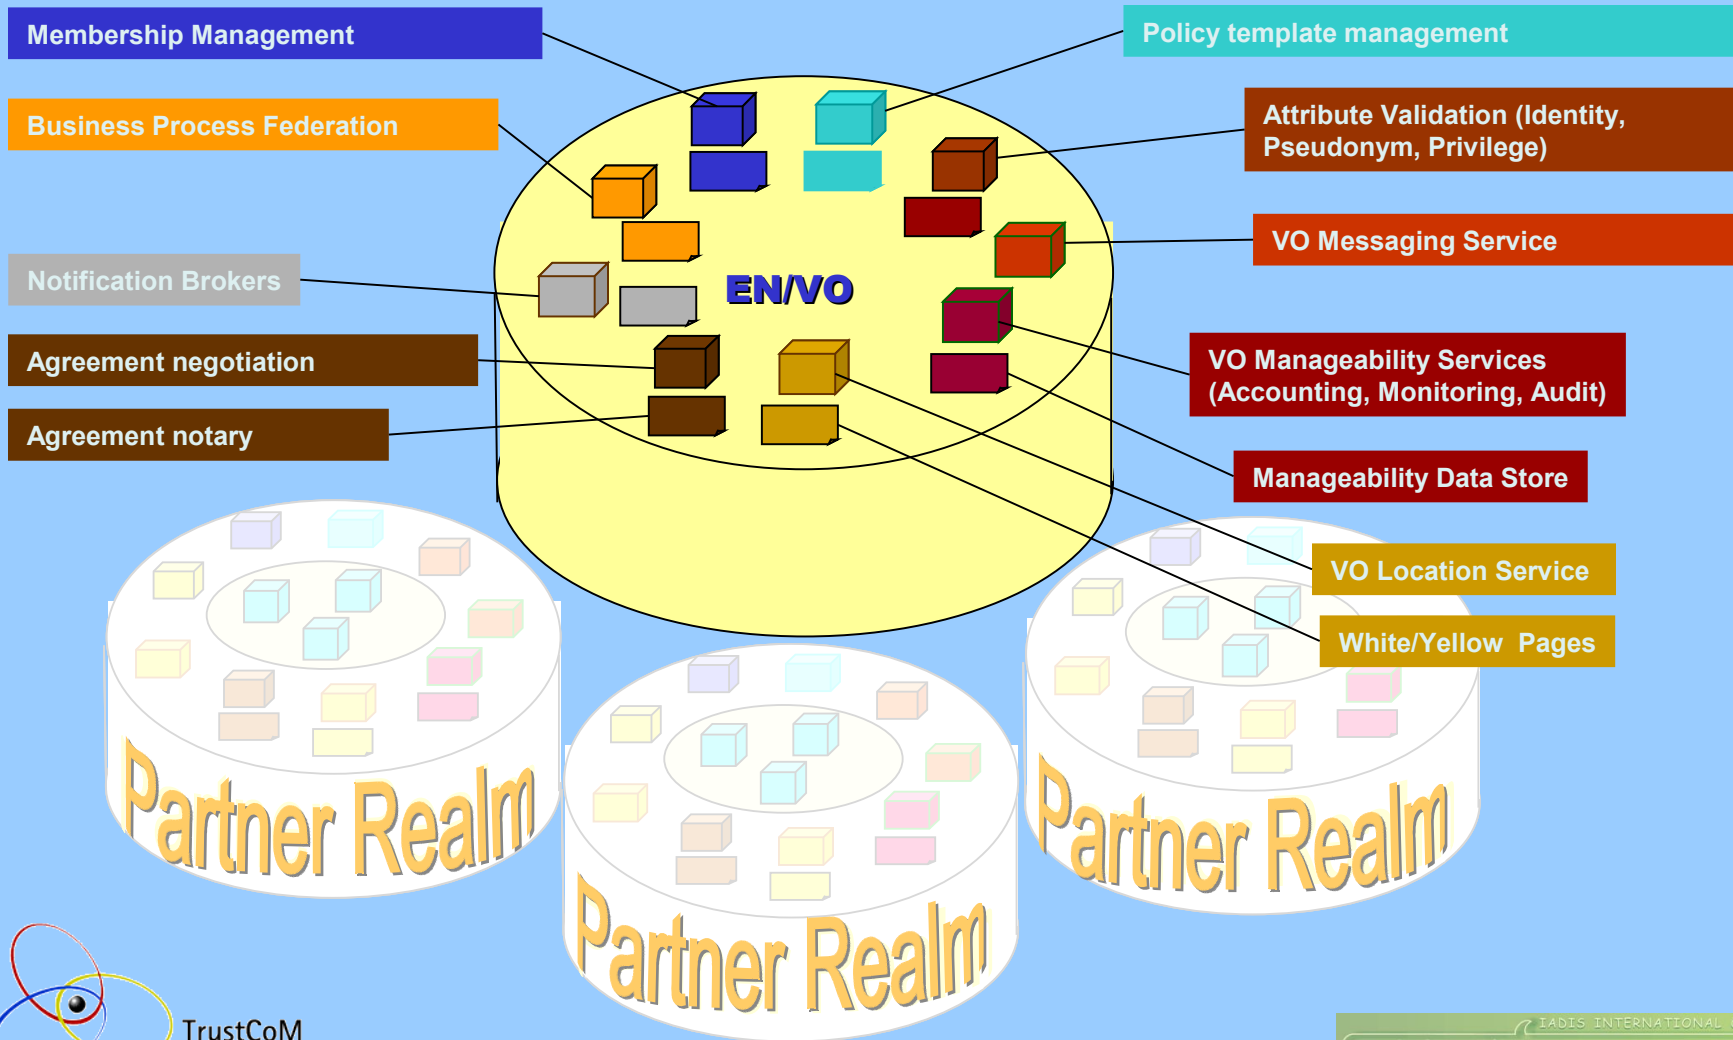 Membership Management
Policy template management
Business Process Federation
Attribute Validation (Identity,
Pseudonym, Privilege)
VO Messaging Service
Notification Brokers
EN/VO
Agreement negotiation
VO Manageability Services
(Accounting, Monitoring, Audit)
Agreement notary
Manageability Data Store
VO Location Service
White/Yellow Pages
Partner Realm
Partner Realm
Partner Realm
TrustCoM
IADIS INTERNATIONAL